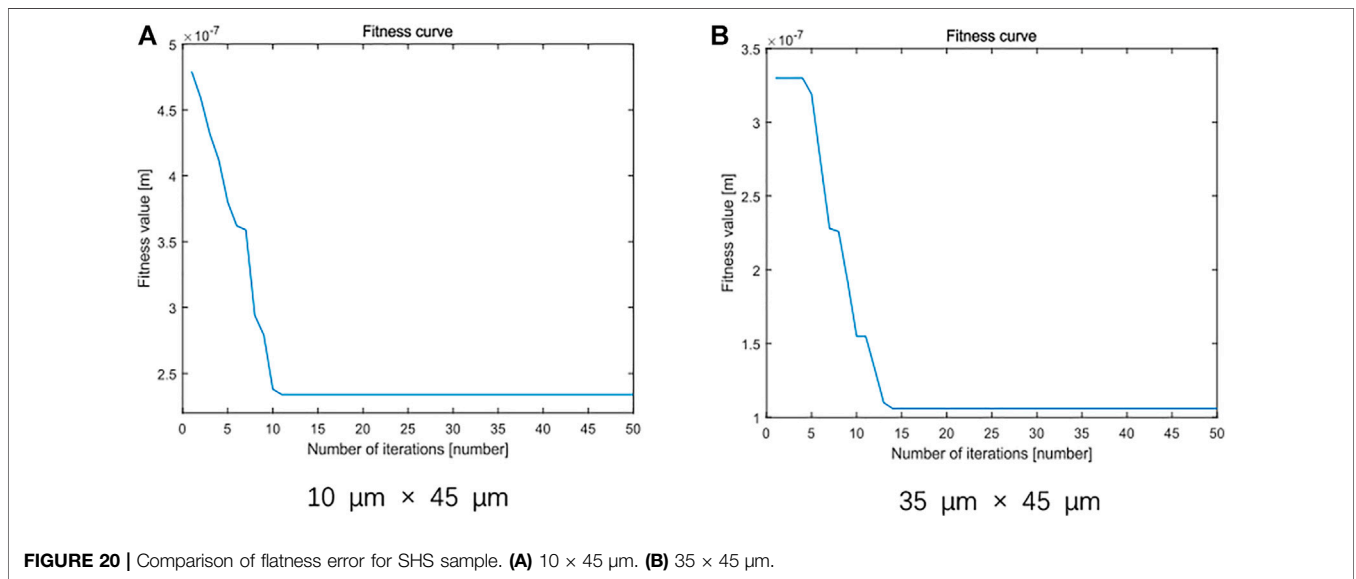 A
×10⁻⁷
Fitness curve
5
4.5
4
3.5
3
2.5
Fitness value [m]
0 5 10 15 20 25 30 35 40 45 50
Number of iterations [number]
10 μm × 45 μm
B
×10⁻⁷
Fitness curve
3.5
3
2.5
2
1.5
1
Fitness value [m]
0 5 10 15 20 25 30 35 40 45 50
Number of iterations [number]
35 μm × 45 μm
FIGURE 20 | Comparison of flatness error for SHS sample. (A) 10 × 45 μm. (B) 35 × 45 μm.